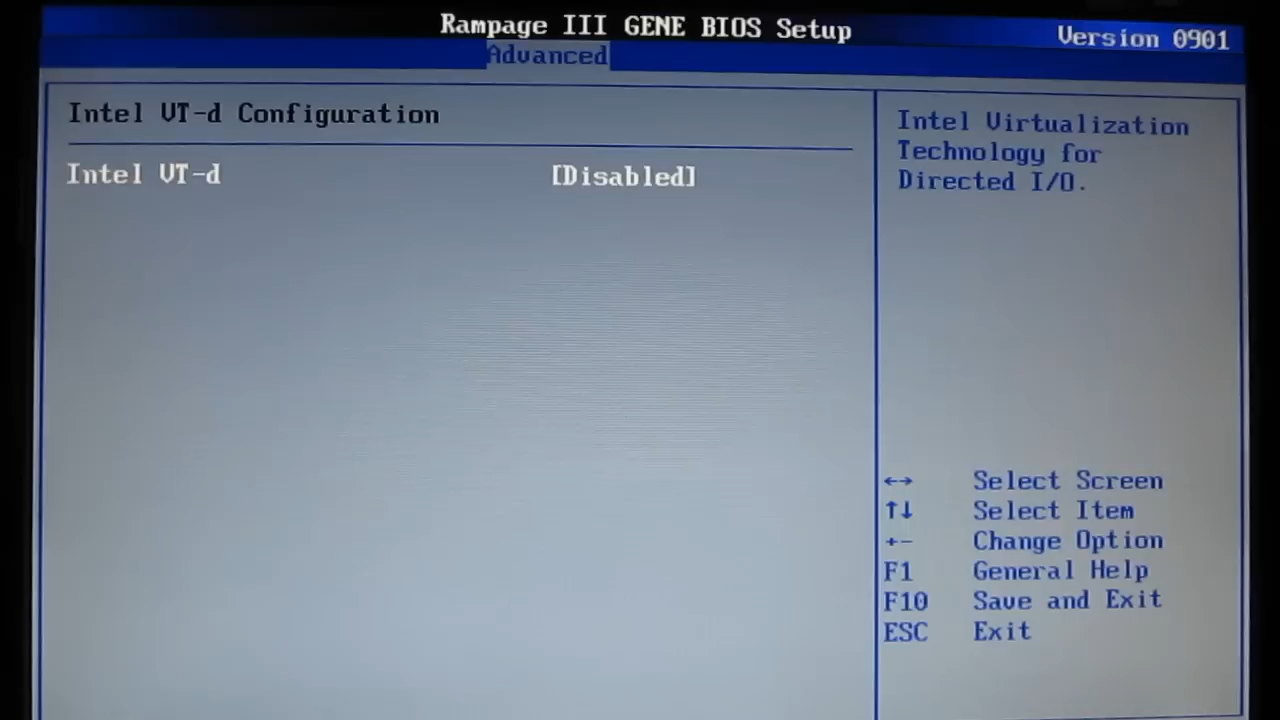 Rampage III GENE BIOS Setup
Version 0901
Advanced
Intel VT-d Configuration
Intel VT-d [Disabled]
Intel Virtualization
Technology for
Directed I/O.
←→ Select Screen
↑↓ Select Item
+- Change Option
F1 General Help
F10 Save and Exit
ESC Exit